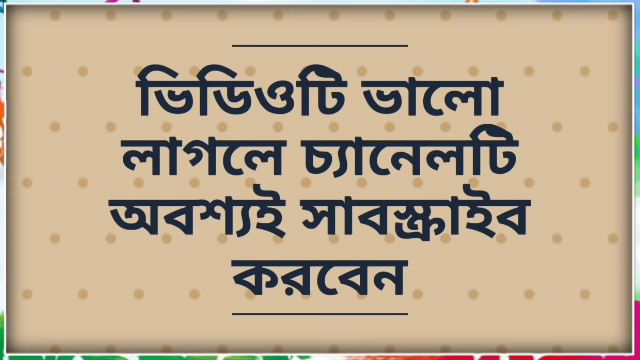 ভিডিওটি ভালো
লাগলে চ্যানেলটি
অবশ্যই সাবস্ক্রাইব
করবেন